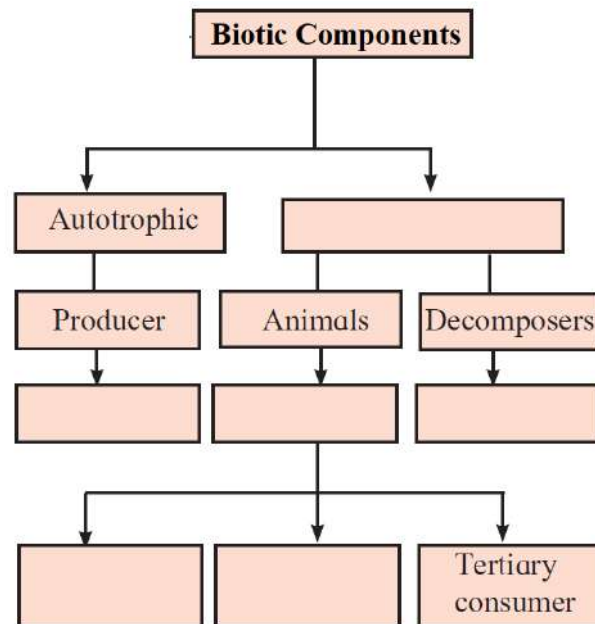 Biotic Components
Autotrophic
Producer
Animals
Decomposers
Tertiary
consumer